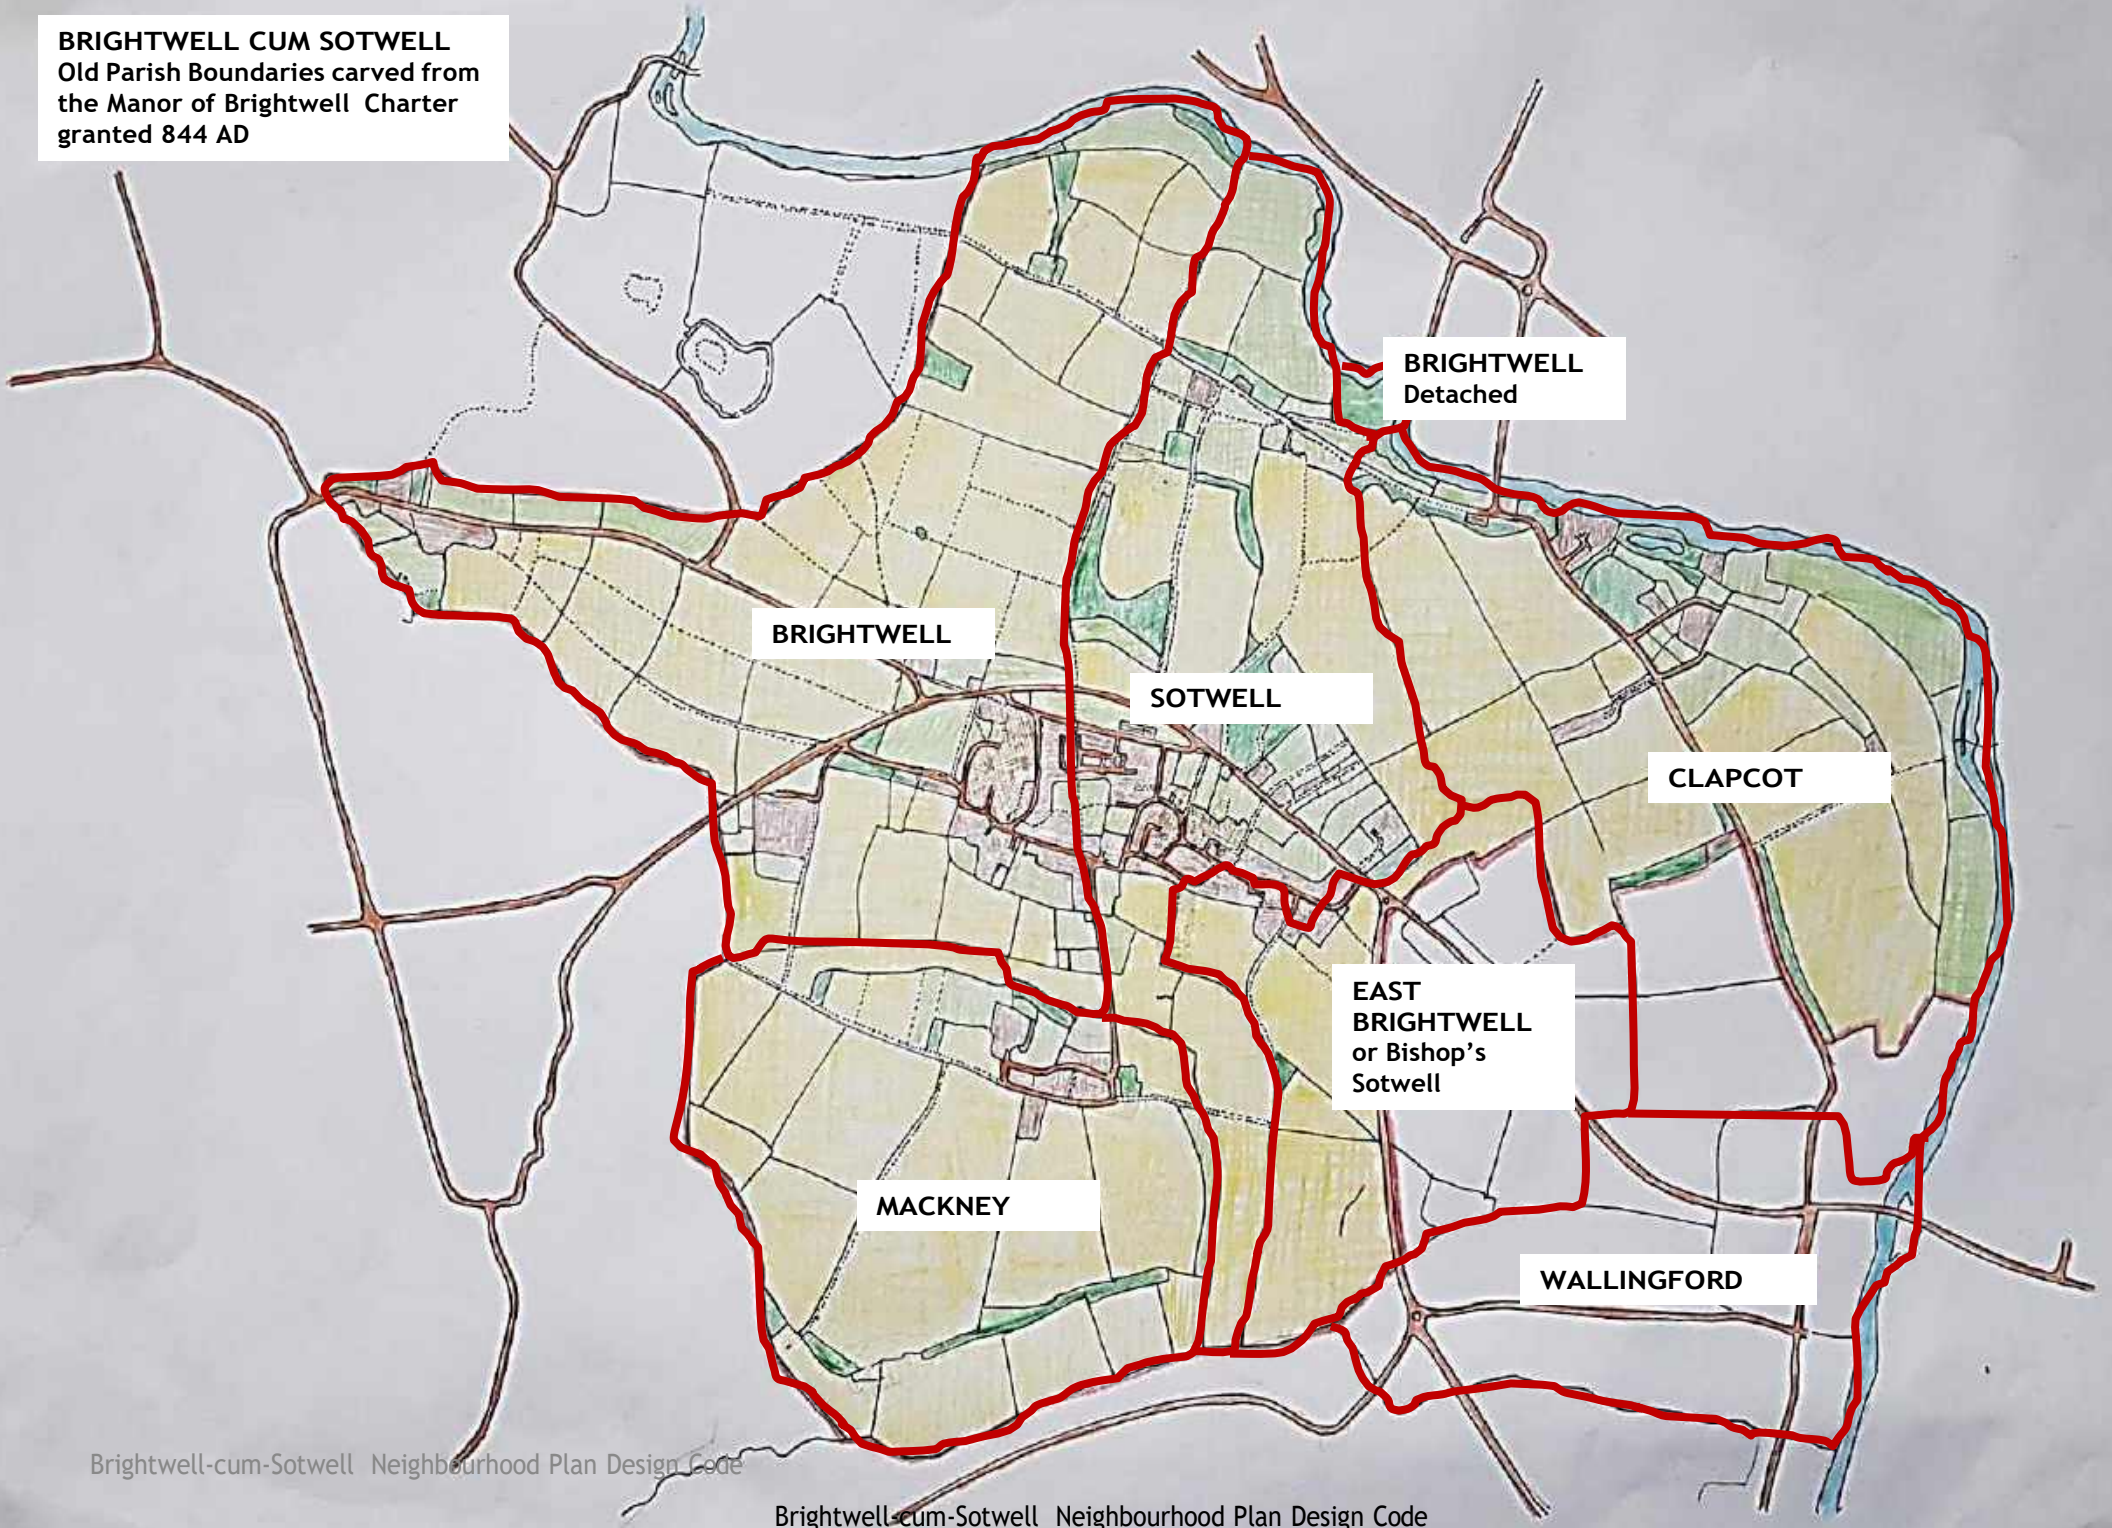 BRIGHTWELL CUM SOTWELL
Old Parish Boundaries carved from
the Manor of Brightwell Charter
granted 844 AD
BRIGHTWELL
Detached
BRIGHTWELL
SOTWELL
CLAPCOT
EAST
BRIGHTWELL
or Bishop’s
Sotwell
MACKNEY
WALLINGFORD
Brightwell-cum-Sotwell Neighbourhood Plan Design Code
Brightwell-cum-Sotwell Neighbourhood Plan Design Code